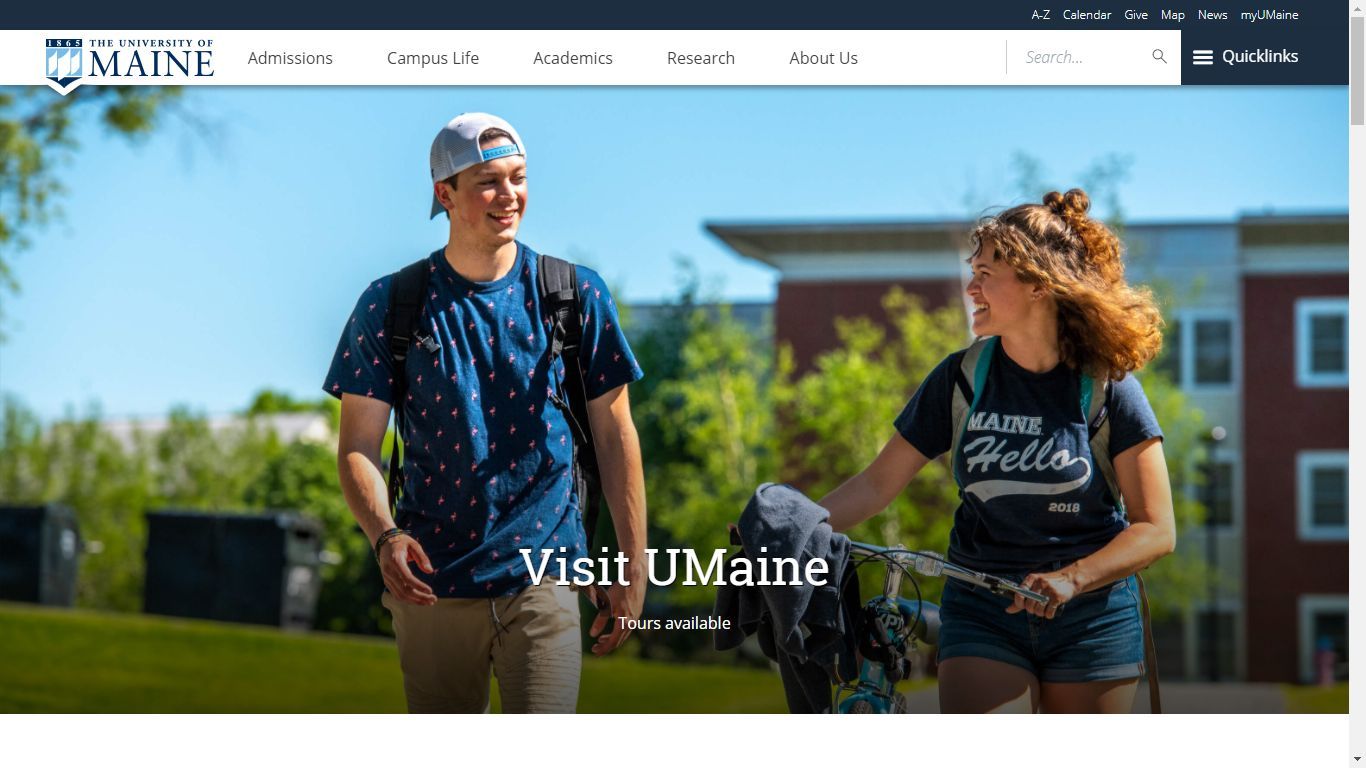 A-Z Calendar Give Map News myUMaine
1865 THE UNIVERSITY OF
MAINE
Admissions Campus Life Academics Research About Us
Search...
Quicklinks
MAINE
Hello
2018
Visit UMaine
Tours available